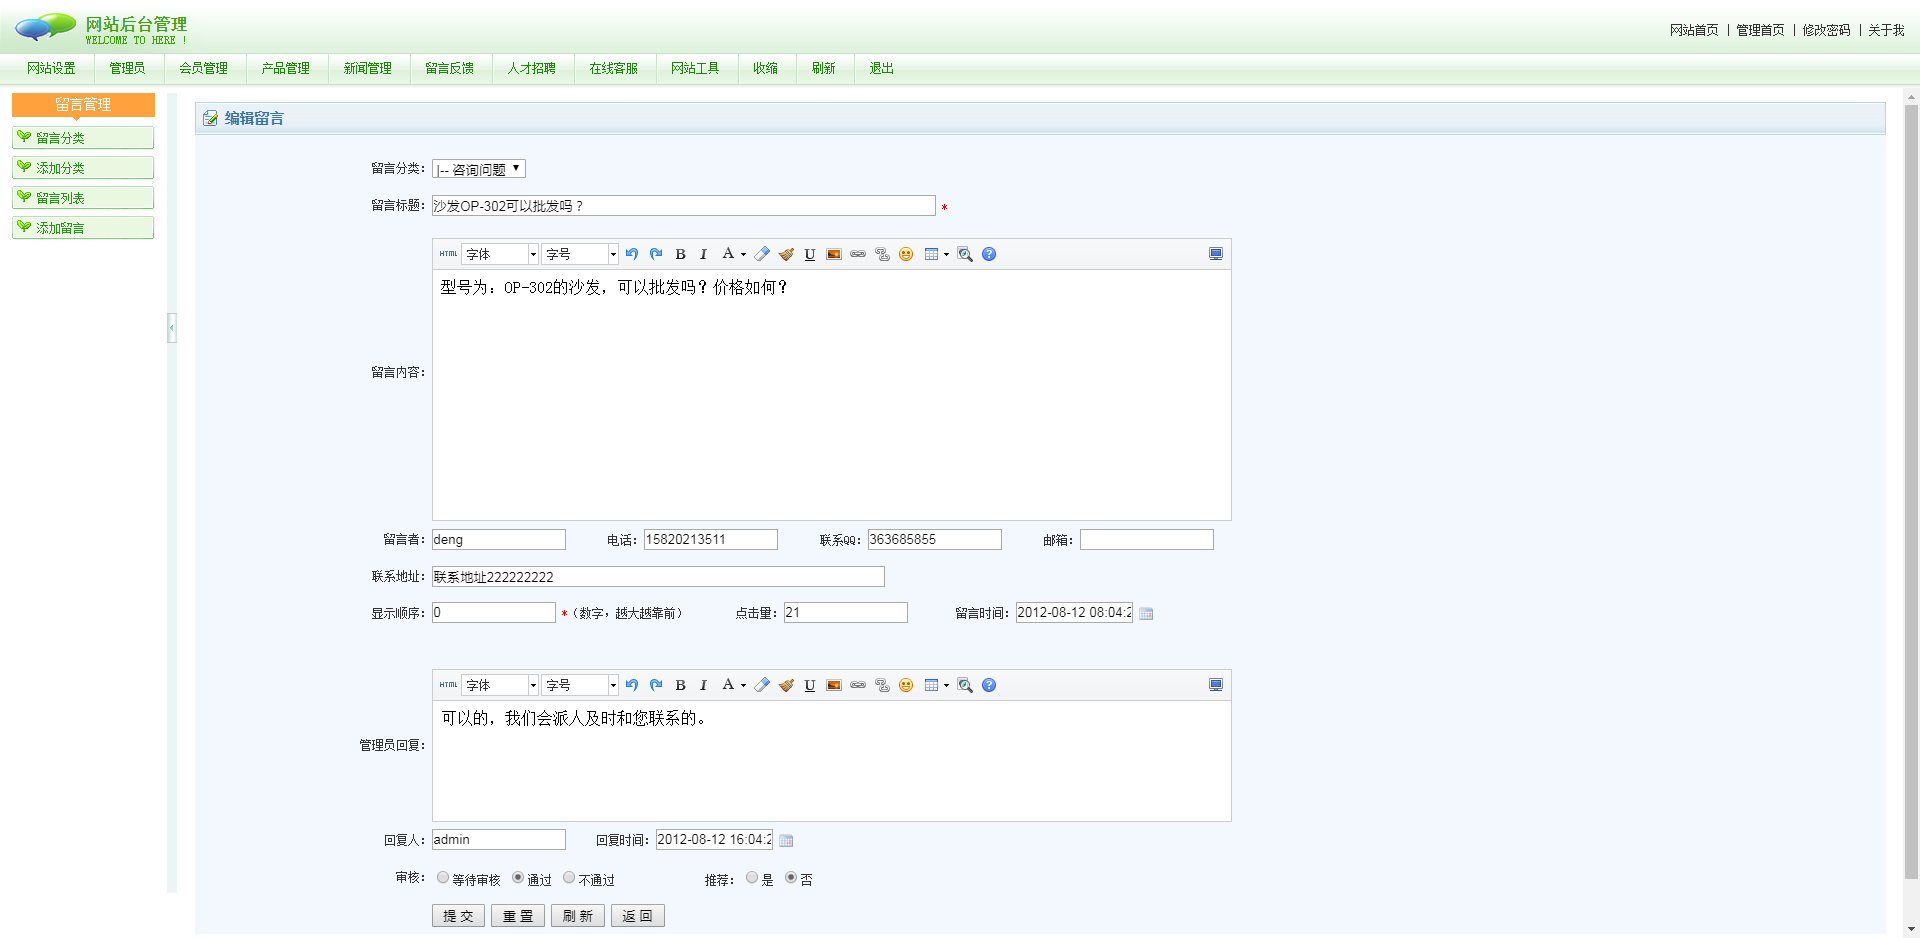 网站后台管理
WELCOME TO HERE !
网站首页 | 管理首页 | 修改密码 | 关于我
网站设置 管理员 会员管理 产品管理 新闻管理 留言反馈 人才招聘 在线客服 网站工具 收缩 刷新 退出
留言管理
留言分类
添加分类
留言列表
添加留言
编辑留言
留言分类: |-- 咨询问题
留言标题: 沙发OP-302可以批发吗？ *
HTML 字体 字号 B I A U
型号为：OP-302的沙发，可以批发吗？价格如何？
留言内容:
留言者: deng 电话: 15820213511 联系QQ: 363685855 邮箱:
联系地址: 联系地址222222222
显示顺序: 0 *（数字，越大越靠前） 点击量: 21 留言时间: 2012-08-12 08:04:2
HTML 字体 字号 B I A U
可以的，我们会派人及时和您联系的。
管理员回复:
回复人: admin 回复时间: 2012-08-12 16:04:2
审核: 等待审核 通过 不通过 推荐: 是 否
提 交 重 置 刷 新 返 回